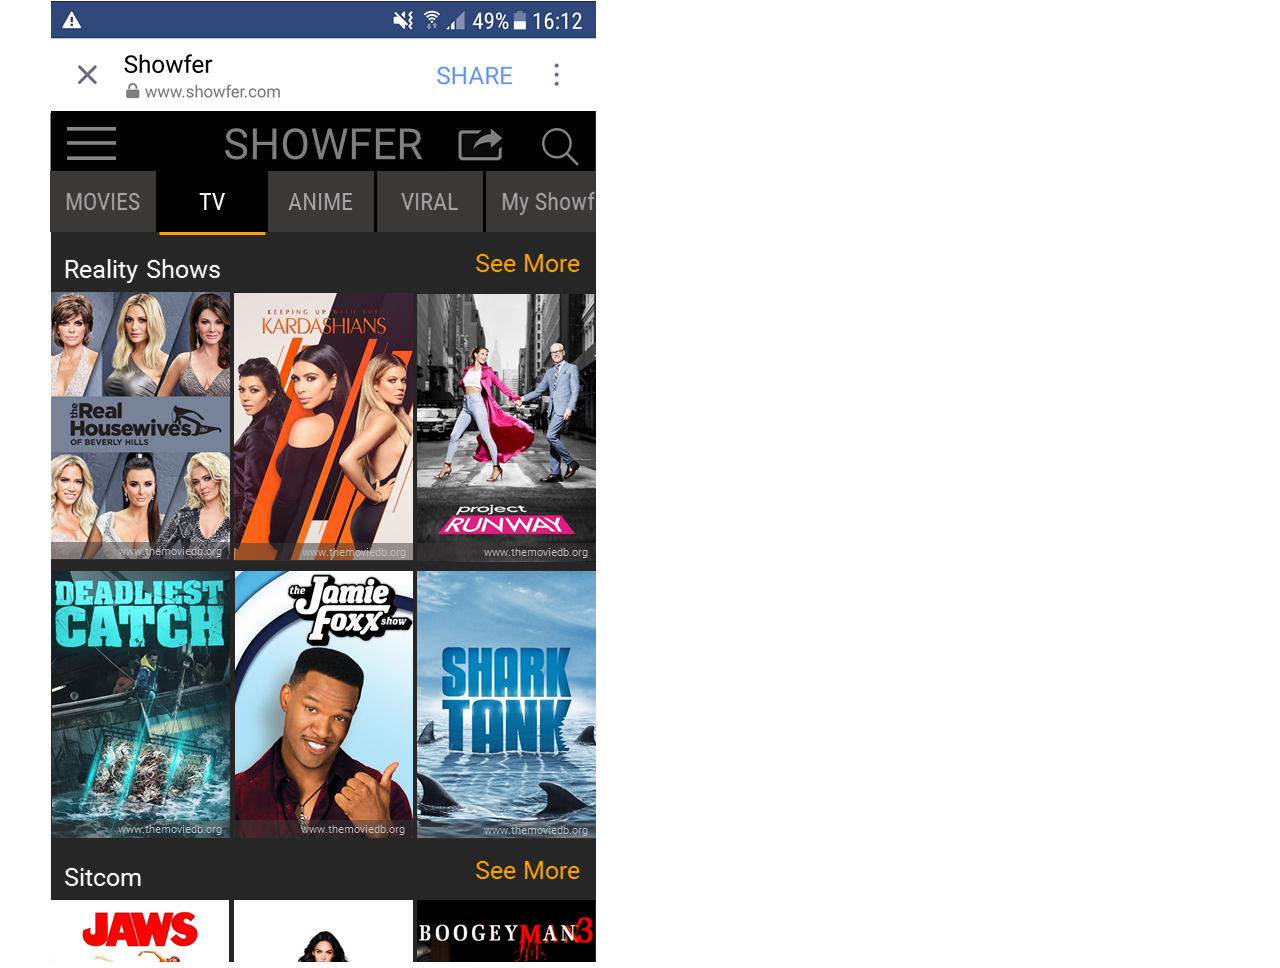 49% 16:12
Showfer
www.showfer.com
SHARE
SHOWFER
MOVIES TV ANIME VIRAL My Showf
Reality Shows See More
the Real
Housewives
OF BEVERLY HILLS
www.themoviedb.org
KEEPING UP WITH THE
KARDASHIANS
www.themoviedb.org
project
RUNWAY
www.themoviedb.org
DEADLIEST
CATCH
www.themoviedb.org
the Jamie
Foxx show
www.themoviedb.org
SHARK
TANK
www.themoviedb.org
Sitcom See More
JAWS
BOOGEYMAN 3